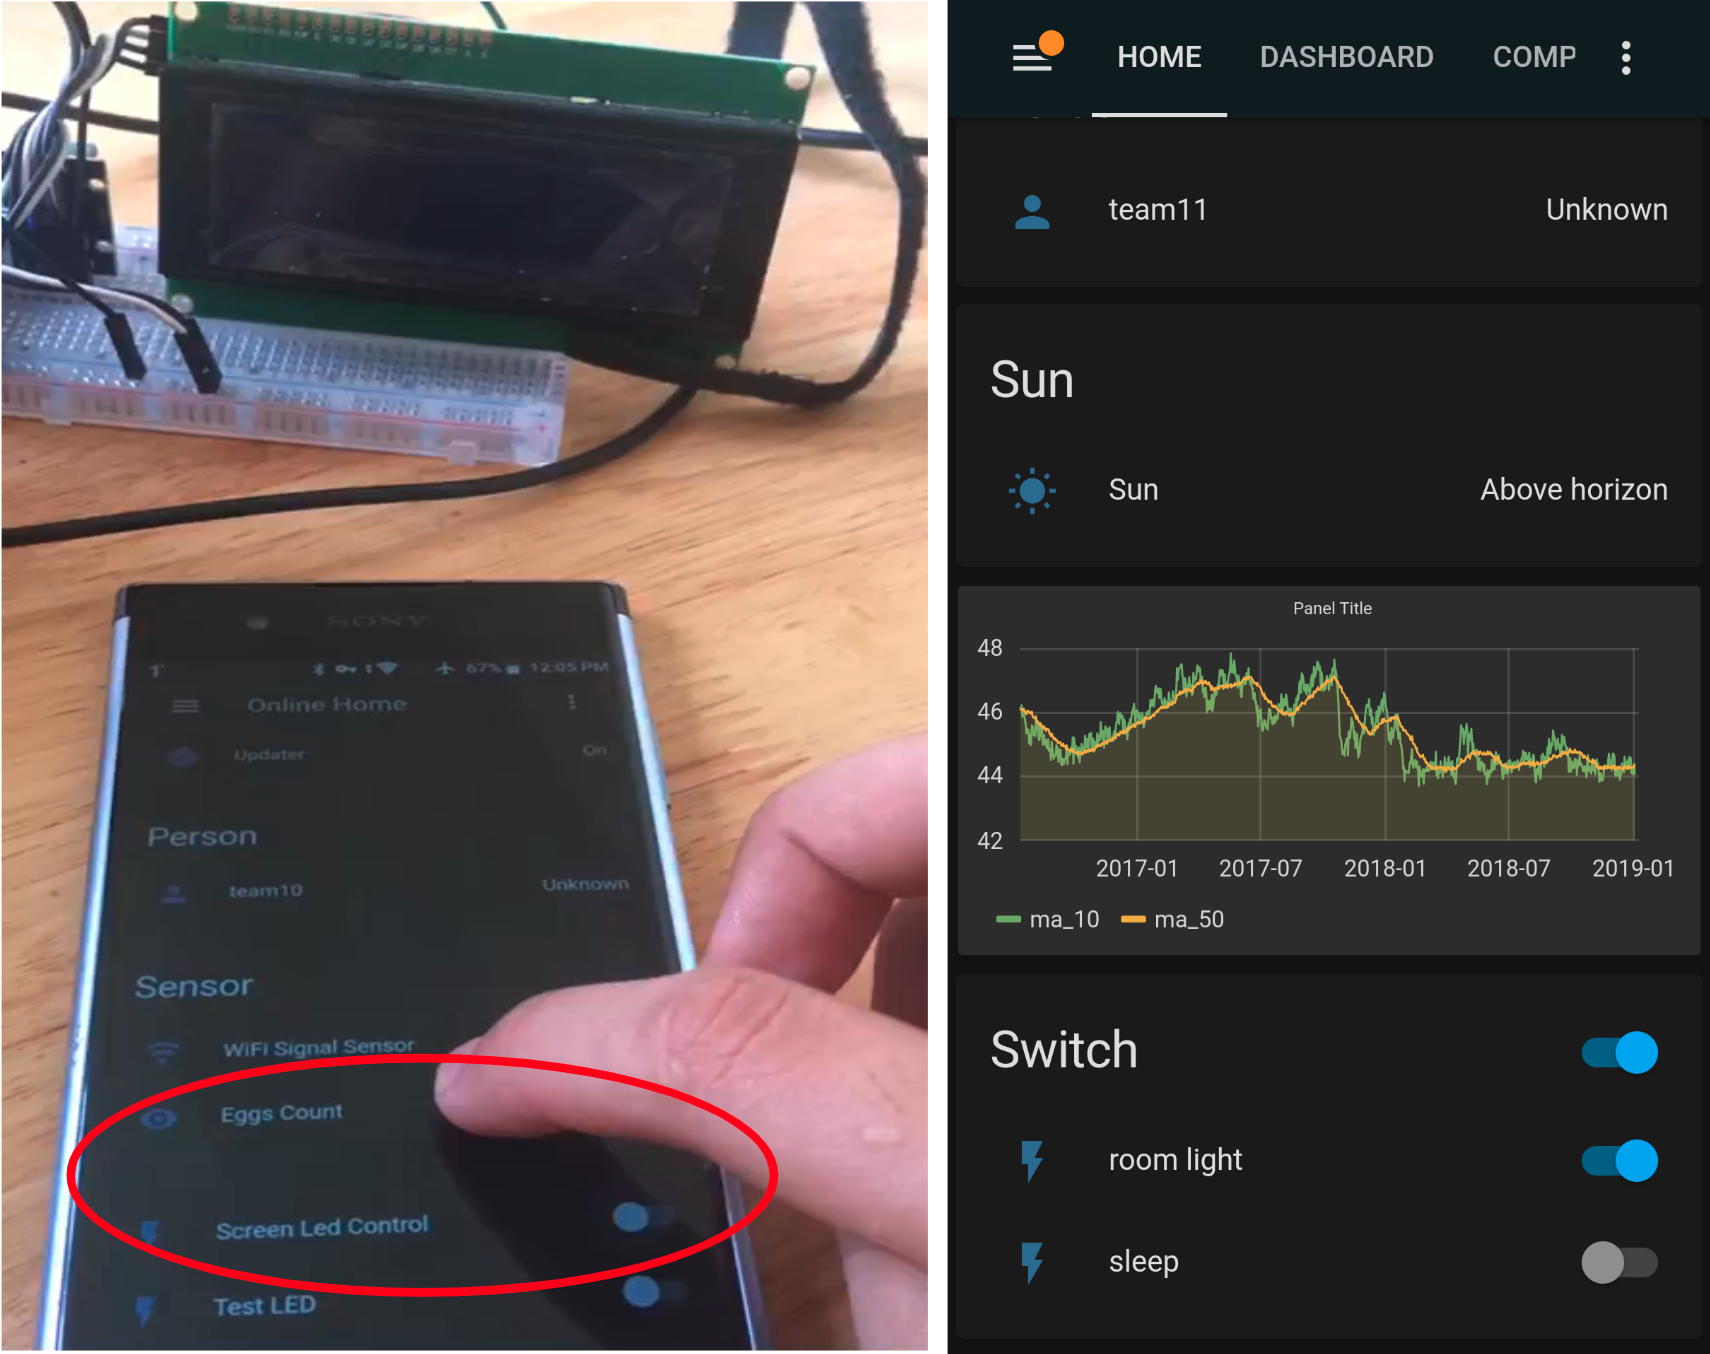 SONY
67% 12:05 PM
Online Home
Updater On
Person
team10 Unknown
Sensor
WiFi Signal Sensor
Eggs Count
Screen Led Control
Test LED
HOME DASHBOARD COMP
team11 Unknown
Sun
Sun Above horizon
Panel Title
48
46
44
42
2017-01 2017-07 2018-01 2018-07 2019-01
ma_10 ma_50
Switch
room light
sleep